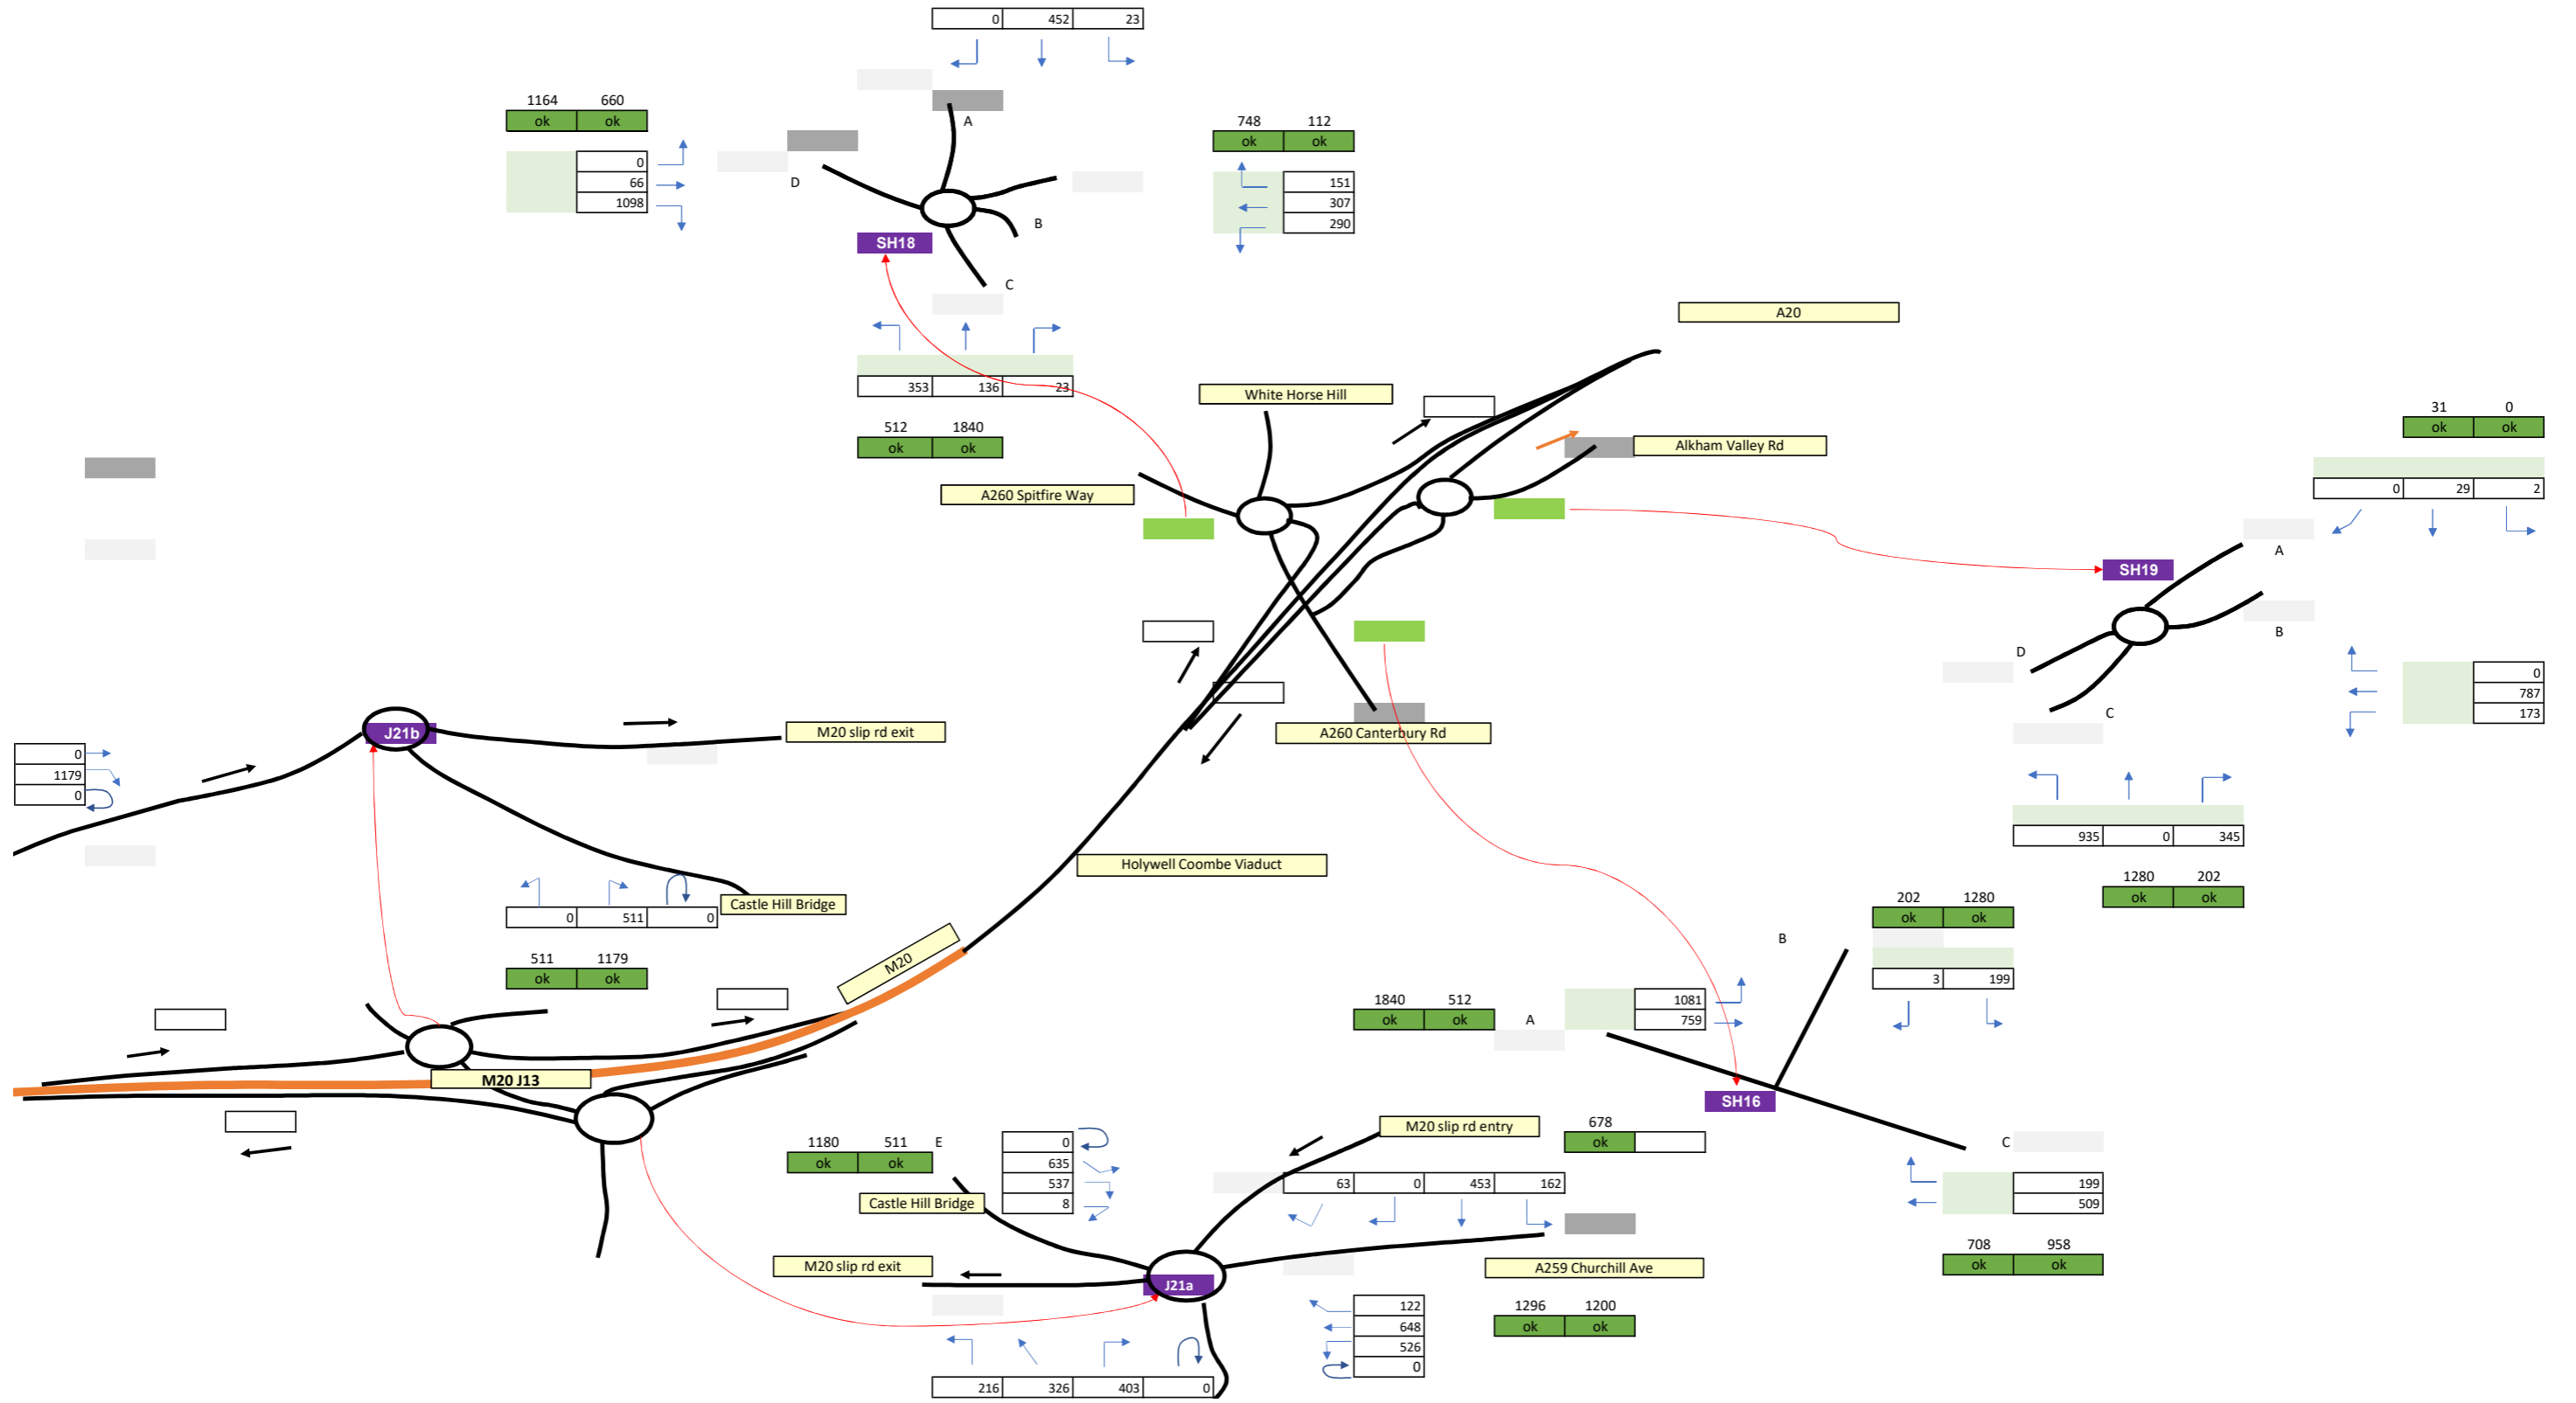 0 452 23
1164 660
ok ok
A
748 112
ok ok
0
66
1098
D
151
307
290
B
SH18
C
A20
353 136 23
White Horse Hill
512 1840
ok ok
31 0
ok ok
Alkham Valley Rd
A260 Spitfire Way
0 29 2
A
SH19
B
D
0
787
173
C
J21b
M20 slip rd exit
A260 Canterbury Rd
0
1179
0
935 0 345
Holywell Coombe Viaduct
1280 202
ok ok
202 1280
ok ok
Castle Hill Bridge
0 511 0
B
511 1179
ok ok
M20
3 199
1840 512
ok ok
A
1081
759
M20 J13
SH16
M20 slip rd entry
678
ok
1180 511
ok ok
E
0
635
537
8
C
63 0 453 162
199
509
Castle Hill Bridge
708 958
ok ok
M20 slip rd exit
A259 Churchill Ave
J21a
122
648
526
0
1296 1200
ok ok
216 326 403 0